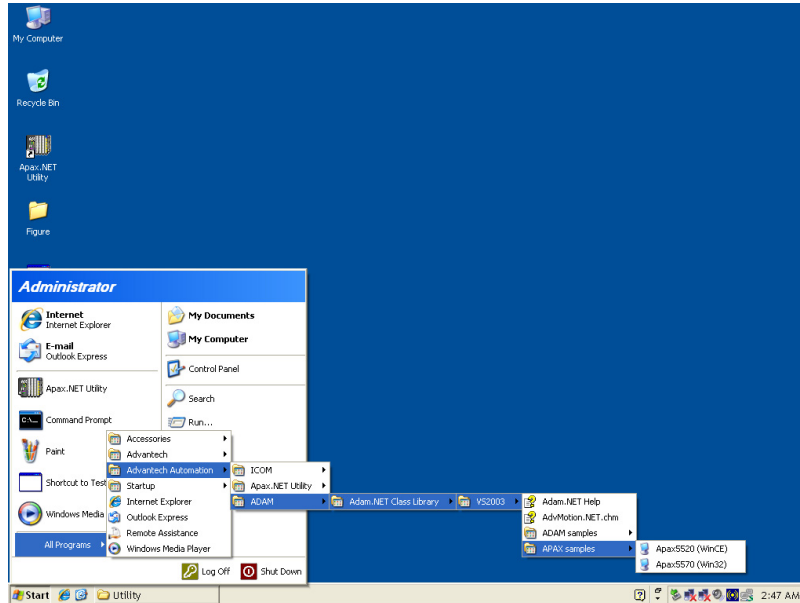 My Computer
Recycle Bin
Apax.NET
Utility
Figure
Administrator
Internet
Internet Explorer
E-mail
Outlook Express
Apax.NET Utility
Command Prompt
Paint
Shortcut to Test
Windows Media
All Programs
My Documents
My Computer
Control Panel
Search
Run...
Accessories
Advantech
Advantech Automation
Startup
Internet Explorer
Outlook Express
Remote Assistance
Windows Media Player
ICOM
Apax.NET Utility
ADAM
Adam.NET Class Library
VS2003
Adam.NET Help
AdvMotion.NET.chm
ADAM samples
APAX samples
Apax5520 (WinCE)
Apax5570 (Win32)
Log Off
Shut Down
Start
Utility
2:47 AM